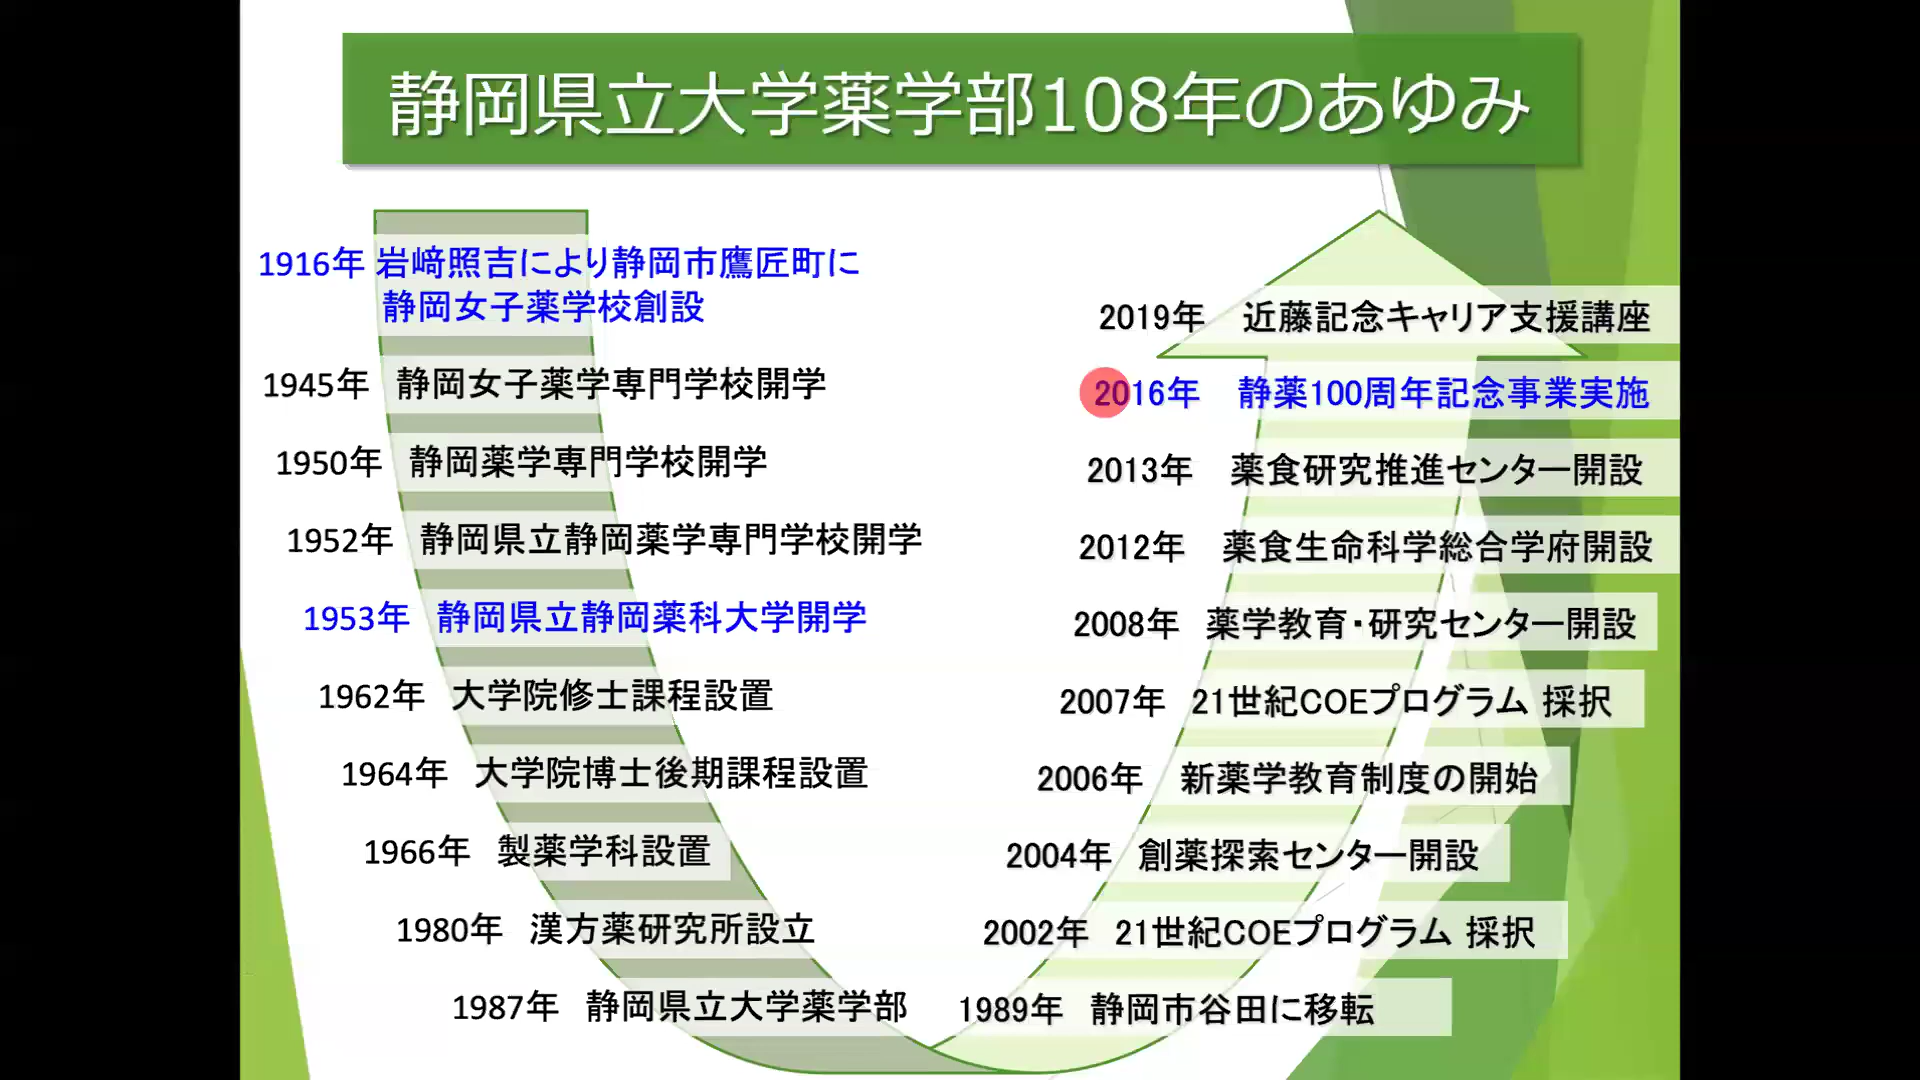 静岡県立大学薬学部108年のあゆみ
1916年 岩﨑照吉により静岡市鷹匠町に
静岡女子薬学校創設
1945年 静岡女子薬学専門学校開学
1950年 静岡薬学専門学校開学
1952年 静岡県立静岡薬学専門学校開学
1953年 静岡県立静岡薬科大学開学
1962年 大学院修士課程設置
1964年 大学院博士後期課程設置
1966年 製薬学科設置
1980年 漢方薬研究所設立
1987年 静岡県立大学薬学部
1989年 静岡市谷田に移転
2002年 21世紀COEプログラム 採択
2004年 創薬探索センター開設
2006年 新薬学教育制度の開始
2007年 21世紀COEプログラム 採択
2008年 薬学教育・研究センター開設
2012年 薬食生命科学総合学府開設
2013年 薬食研究推進センター開設
2016年 静薬100周年記念事業実施
2019年 近藤記念キャリア支援講座